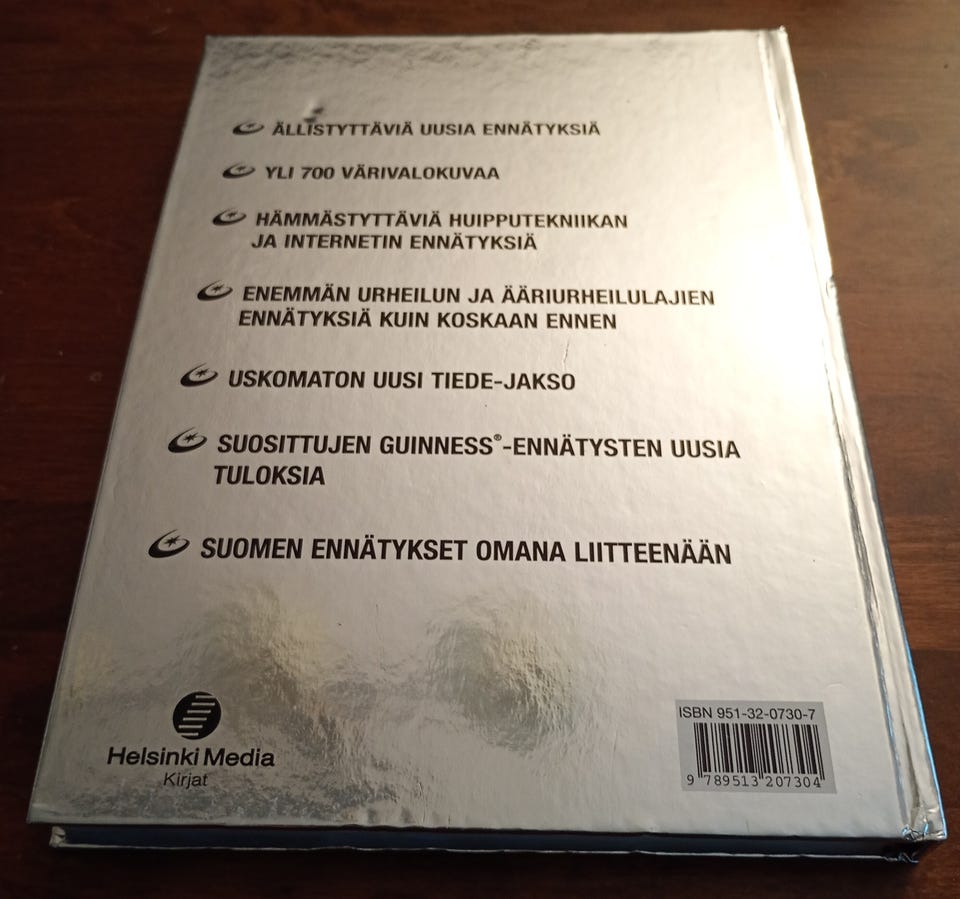 ÄLLISTYTTÄVIÄ UUSIA ENNÄTYKSIÄ
YLI 700 VÄRIVALOKUVAA
HÄMMÄSTYTTÄVIÄ HUIPPUTEKNIIKAN
JA INTERNETIN ENNÄTYKSIÄ
ENEMMÄN URHEILUN JA ÄÄRIURHEILULAJIEN
ENNÄTYKSIÄ KUIN KOSKAAN ENNEN
USKOMATON UUSI TIEDE-JAKSO
SUOSITTUJEN GUINNESS®-ENNÄTYSTEN UUSIA
TULOKSIA
SUOMEN ENNÄTYKSET OMANA LIITTEENÄÄN
Helsinki Media
Kirjat
ISBN 951-32-0730-7
9 789513 207304